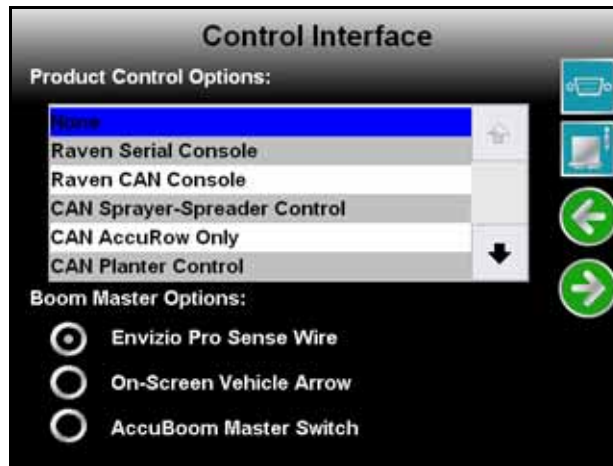 Control Interface
Product Control Options:
None
Raven Serial Console
Raven CAN Console
CAN Sprayer-Spreader Control
CAN AccuRow Only
CAN Planter Control
Boom Master Options:
Envizio Pro Sense Wire
On-Screen Vehicle Arrow
AccuBoom Master Switch